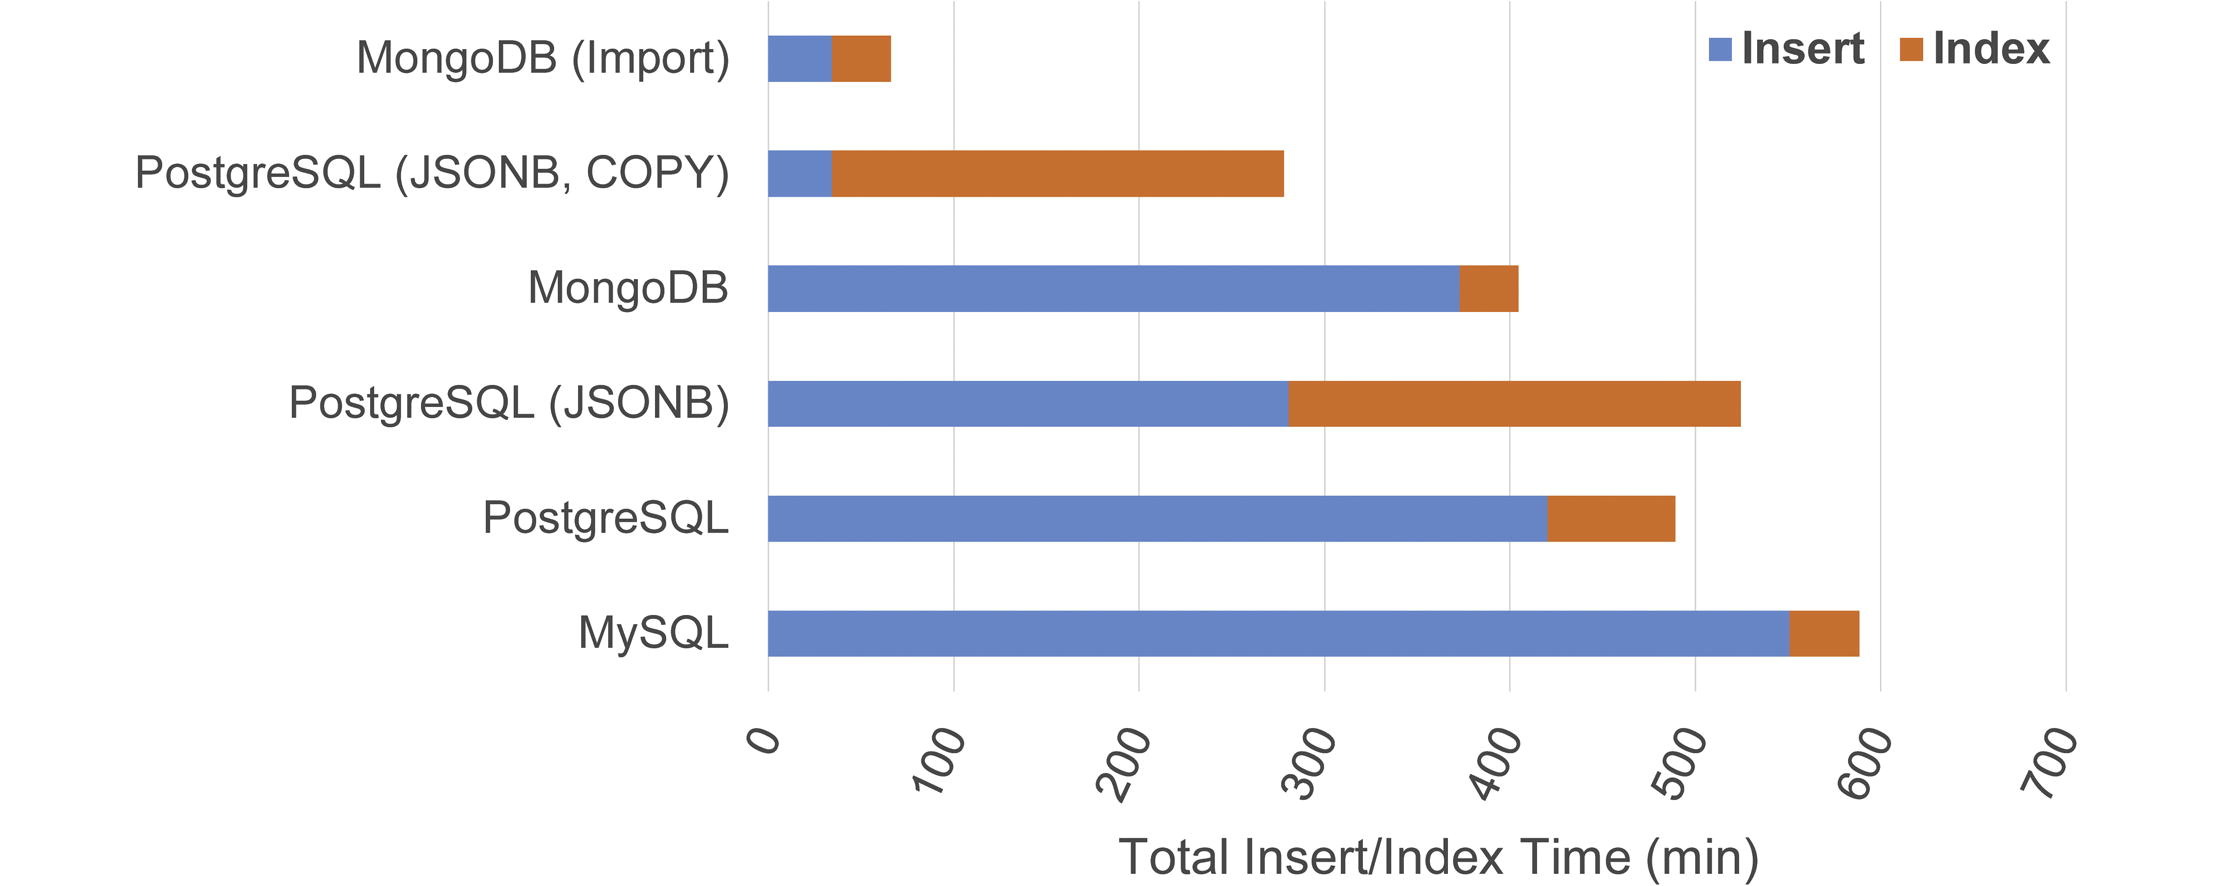 MongoDB (Import)
Insert Index
PostgreSQL (JSONB, COPY)
MongoDB
PostgreSQL (JSONB)
PostgreSQL
MySQL
0 100 200 300 400 500 600 700
Total Insert/Index Time (min)